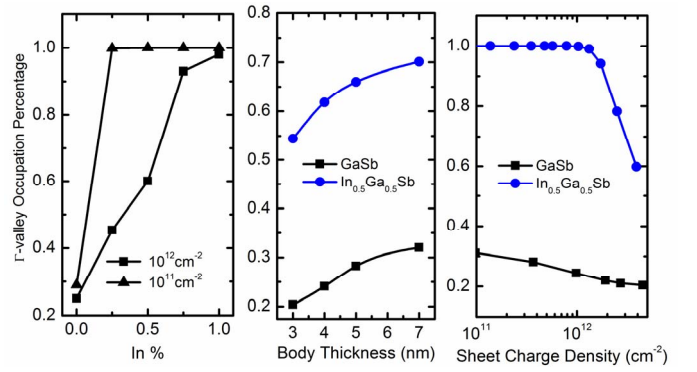 Γ-valley Occupation Percentage
1.0
0.8
0.6
0.4
0.2
0.0
0.5
1.0
In %
10¹²cm⁻²
10¹¹cm⁻²
0.8
0.7
0.6
0.5
0.4
0.3
0.2
3
4
5
6
7
Body Thickness (nm)
GaSb
In₀.₅Ga₀.₅Sb
1.0
0.8
0.6
0.4
0.2
10¹¹
10¹²
Sheet Charge Density (cm⁻²)
GaSb
In₀.₅Ga₀.₅Sb